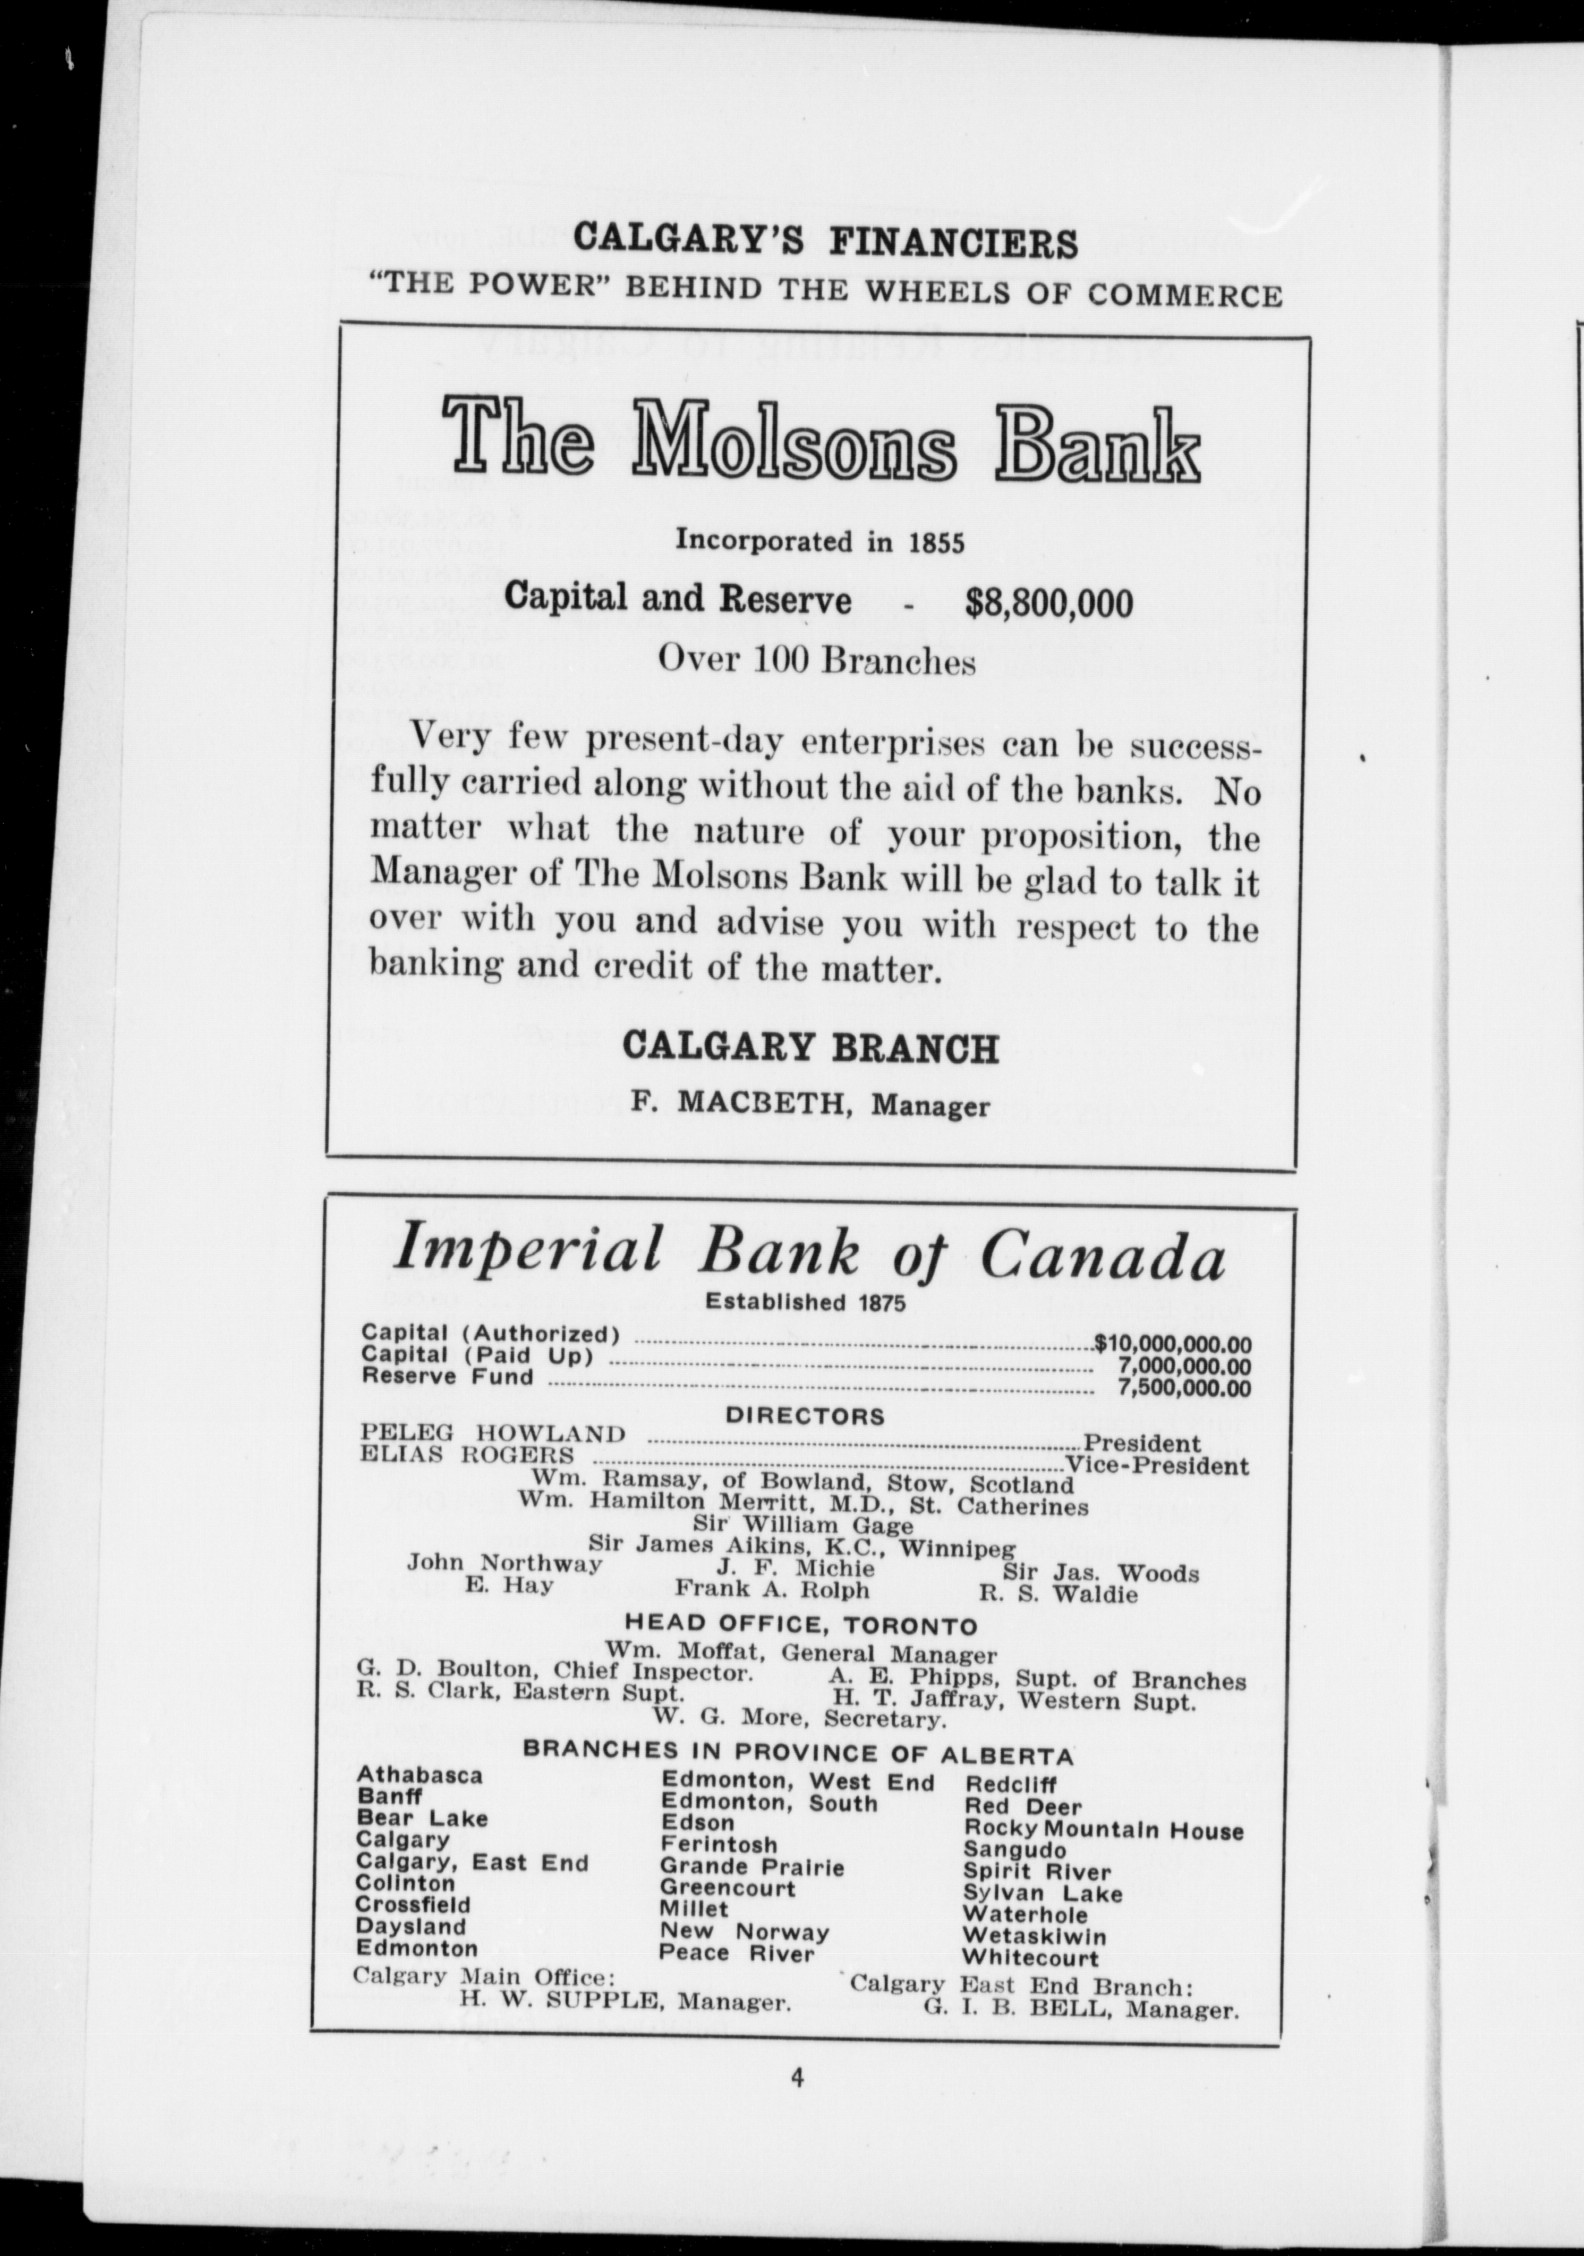 CALGARY'S FINANCIERS
"THE POWER" BEHIND THE WHEELS OF COMMERCE
The Molsons Bank
Incorporated in 1855
Capital and Reserve - $8,800,000
Over 100 Branches
Very few present-day enterprises can be success-
fully carried along without the aid of the banks. No
matter what the nature of your proposition, the
Manager of The Molsons Bank will be glad to talk it
over with you and advise you with respect to the
banking and credit of the matter.
CALGARY BRANCH
F. MACBETH, Manager
Imperial Bank of Canada
Established 1875
Capital (Authorized) ........ $10,000,000.00
Capital (Paid Up) ........ 7,000,000.00
Reserve Fund ........ 7,500,000.00
DIRECTORS
PELEG HOWLAND ........ President
ELIAS ROGERS ........ Vice-President
Wm. Ramsay, of Bowland, Stow, Scotland
Wm. Hamilton Merritt, M.D., St. Catherines
Sir William Gage
Sir James Aikins, K.C., Winnipeg
John Northway J. F. Michie Sir Jas. Woods
E. Hay Frank A. Rolph R. S. Waldie
HEAD OFFICE, TORONTO
Wm. Moffat, General Manager
G. D. Boulton, Chief Inspector. A. E. Phipps, Supt. of Branches
R. S. Clark, Eastern Supt. H. T. Jaffray, Western Supt.
W. G. More, Secretary.
BRANCHES IN PROVINCE OF ALBERTA
Athabasca Edmonton, West End Redcliff
Banff Edmonton, South Red Deer
Bear Lake Edson Rocky Mountain House
Calgary Ferintosh Sangudo
Calgary, East End Grande Prairie Spirit River
Colinton Greencourt Sylvan Lake
Crossfield Millet Waterhole
Daysland New Norway Wetaskiwin
Edmonton Peace River Whitecourt
Calgary Main Office: Calgary East End Branch:
H. W. SUPPLE, Manager. G. I. B. BELL, Manager.
4